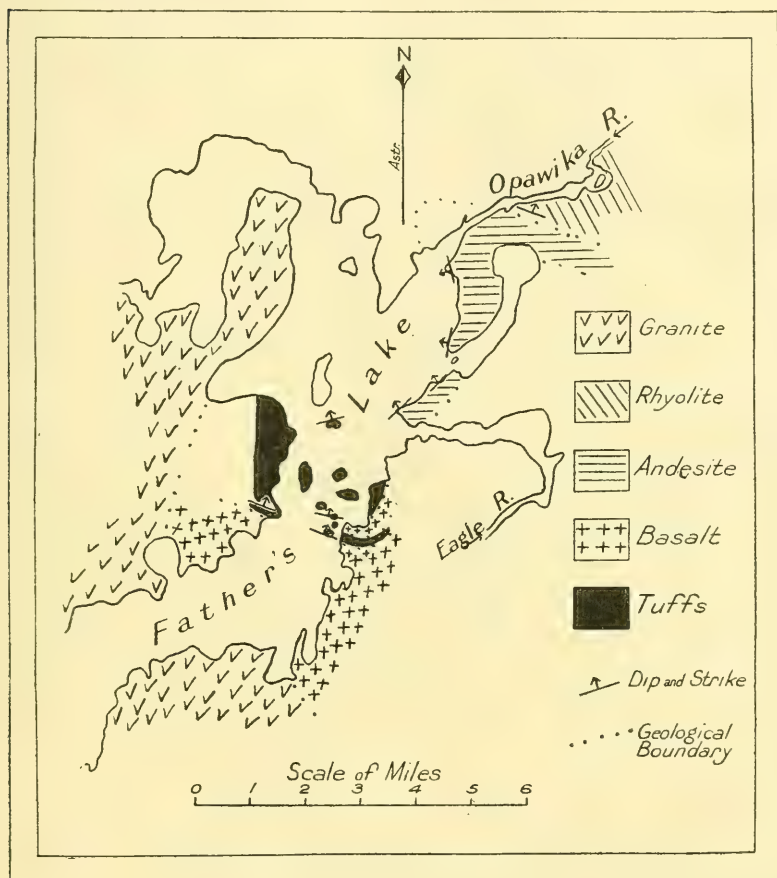 N
Astr.
Opawika R.
Lake
Father's
Eagle R.
Granite
Rhyolite
Andesite
Basalt
Tuffs
Dip and Strike
Geological
Boundary
Scale of Miles
0 1 2 3 4 5 6